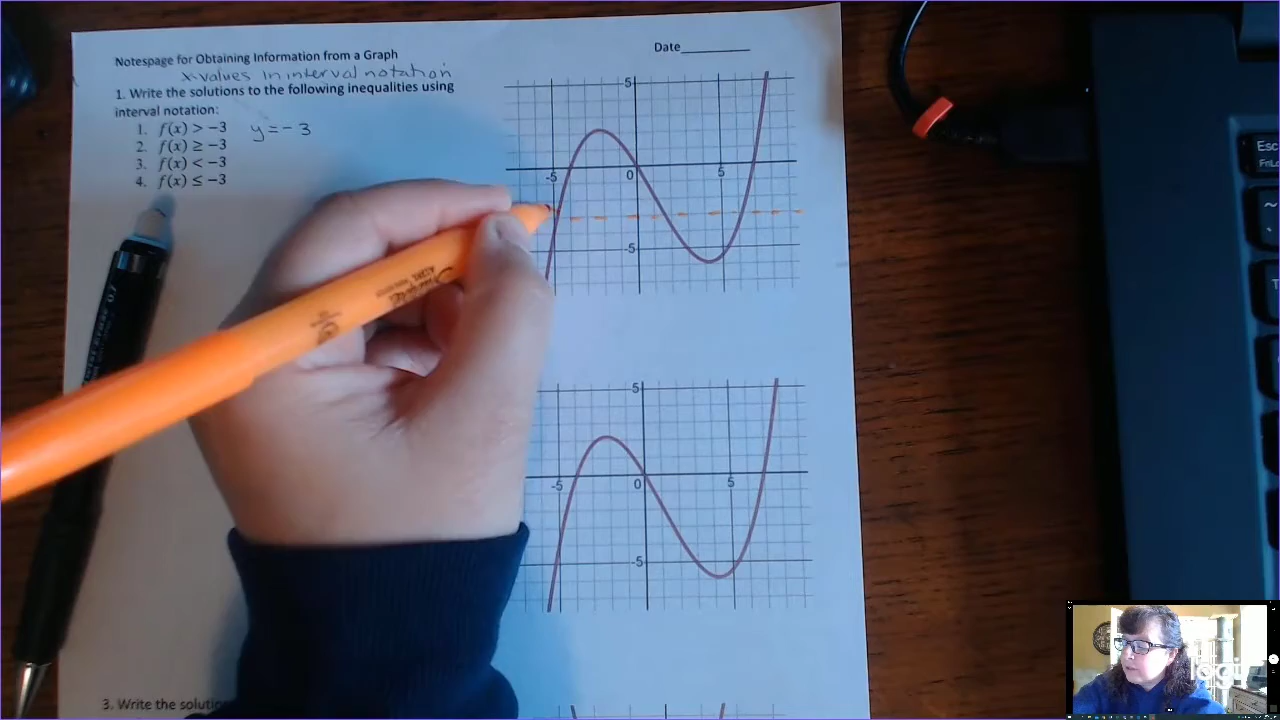 Notespage for Obtaining Information from a Graph
Date
x-values in interval notation
1. Write the solutions to the following inequalities using
interval notation:
1. f(x) > −3 y = -3
2. f(x) ≥ −3
3. f(x) < −3
4. f(x) ≤ −3
5
-5
0
5
-5
5
-5
0
5
-5
3. Write the
Esc
logi